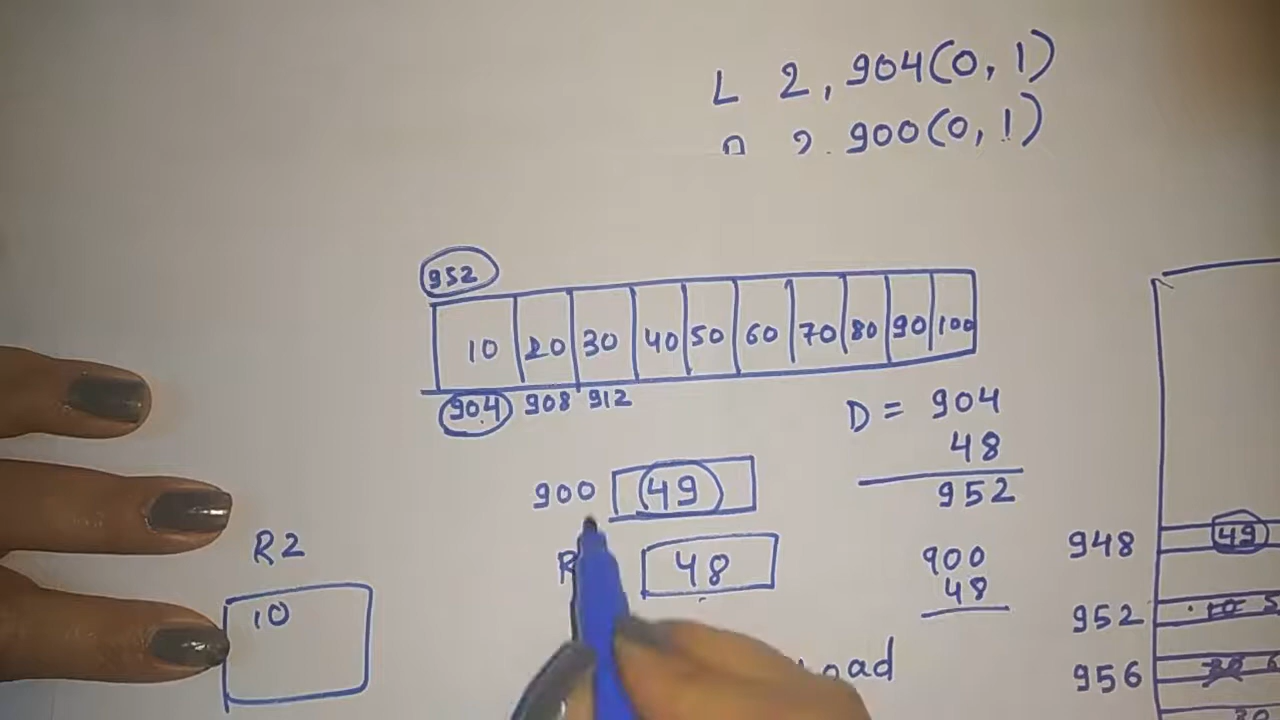 L 2, 904(0, 1)
A 2, 900(0, 1)
952
10 20 30 40 50 60 70 80 90 100
904 908 912
D = 904
48
952
900 49
R2
10
48
900
48
948 49
952
956